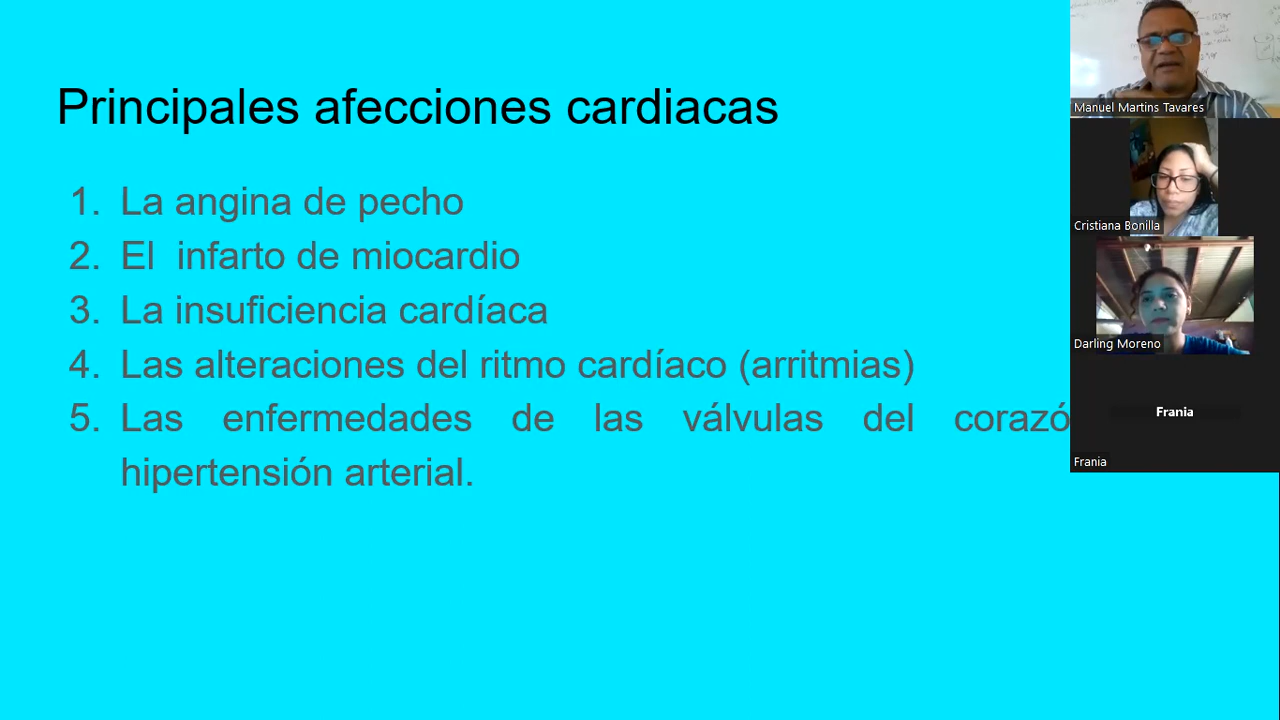 Principales afecciones cardiacas
1. La angina de pecho
2. El infarto de miocardio
3. La insuficiencia cardíaca
4. Las alteraciones del ritmo cardíaco (arritmias)
5. Las enfermedades de las válvulas del corazó
hipertensión arterial.
Manuel Martins Tavares
Cristiana Bonilla
Darling Moreno
Frania
Frania